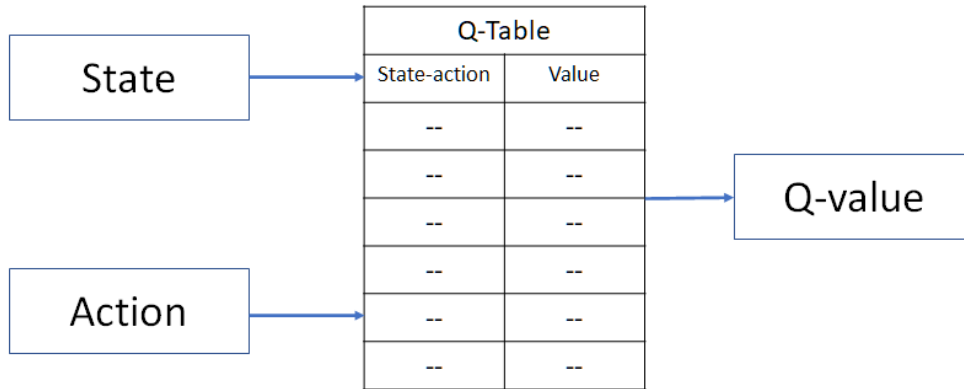 Q-Table
State
State-action Value
-- --
-- --
-- --
Q-value
-- --
Action
-- --
-- --